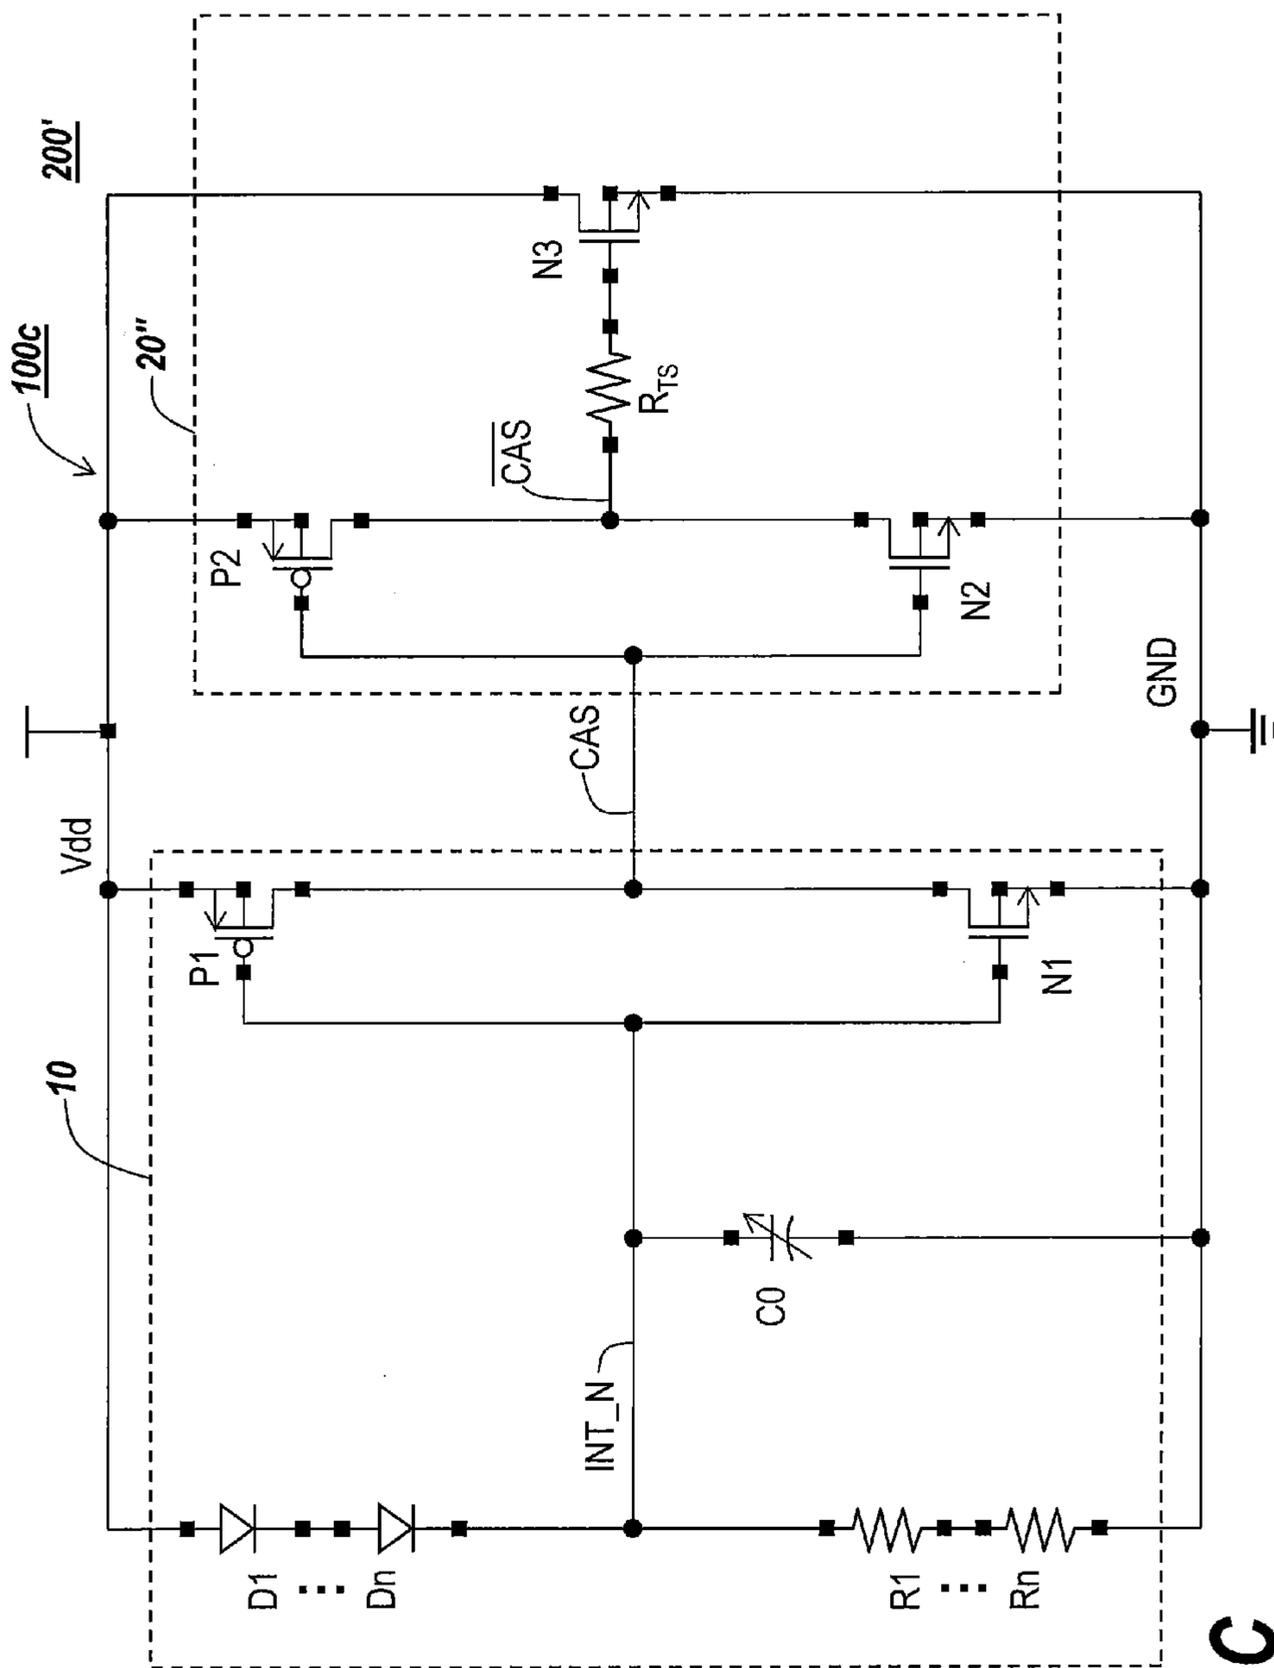 200'
100c
20"
10
Vdd
P1
P2
N3
R_TS
C̅A̅S̅
CAS
INT_N
D1
Dn
C0
R1
Rn
N1
N2
GND
C